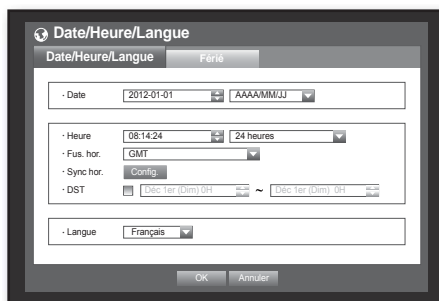 Date/Heure/Langue
Date/Heure/Langue Férié
· Date 2012-01-01 AAAA/MM/JJ
· Heure 08:14:24 24 heures
· Fus. hor. GMT
· Sync hor. Config.
· DST Déc 1er (Dim) 0H ~ Déc 1er (Dim) 0H
· Langue Français
OK Annuler